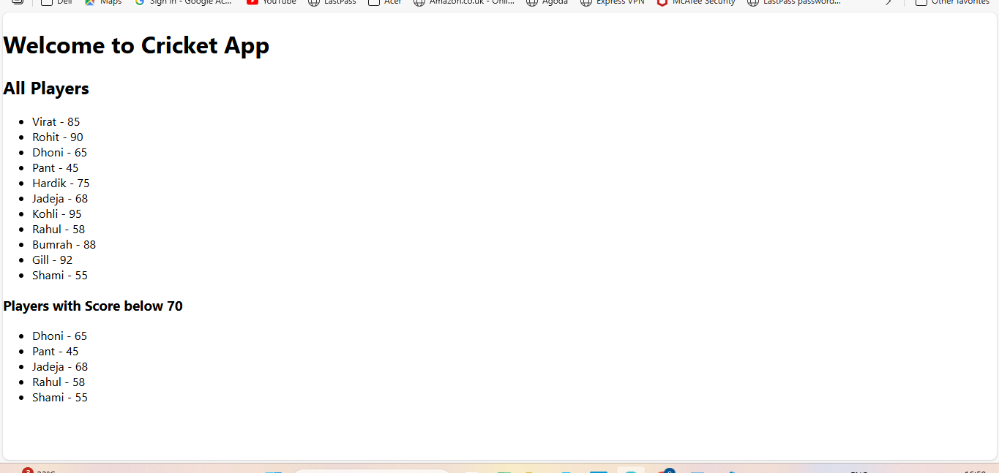 Dell Maps Sign in - Google Ac... YouTube LastPass Acer Amazon.co.uk - Onli... Agoda Express VPN McAfee Security LastPass password... Other favorites
Welcome to Cricket App
All Players
Virat - 85
Rohit - 90
Dhoni - 65
Pant - 45
Hardik - 75
Jadeja - 68
Kohli - 95
Rahul - 58
Bumrah - 88
Gill - 92
Shami - 55
Players with Score below 70
Dhoni - 65
Pant - 45
Jadeja - 68
Rahul - 58
Shami - 55